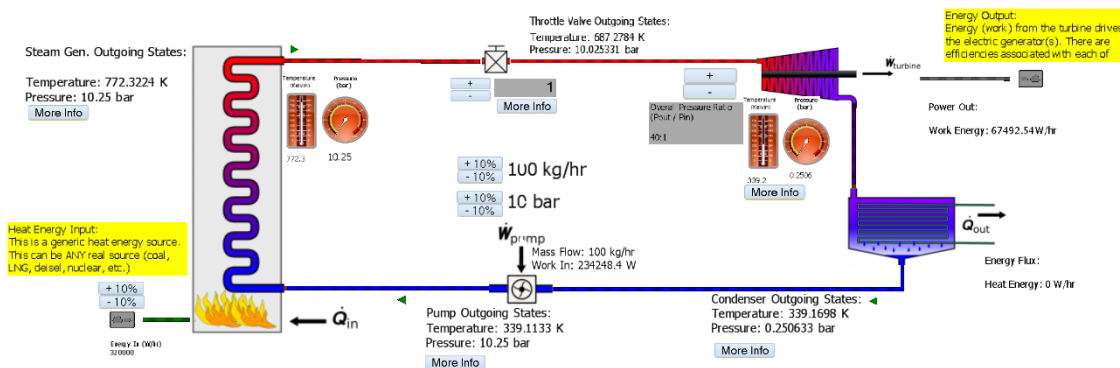 Steam Gen. Outgoing States:
Temperature: 772.3224 K
Pressure: 10.25 bar
More Info
Temperature
(Kelvin)
Pressure
(bar)
772.3
10.25
Throttle Valve Outgoing States:
Temperature: 687.2784 K
Pressure: 10.025331 bar
+
-
1
More Info
+
-
Overall Pressure Ratio
(Pout / Pin)
40:1
Temperature
(Kelvin)
Pressure
(bar)
339.2
0.2506
More Info
Ẇturbine
Energy Output:
Energy (work) from the turbine drives
the electric generator(s). There are
efficiencies associated with each of
Power Out:
Work Energy: 67492.54W/hr
+ 10%
- 10%
100 kg/hr
+ 10%
- 10%
10 bar
Ẇpump
Mass Flow: 100 kg/hr
Work In: 234248.4 W
Q̇out
Energy Flux:
Heat Energy: 0 W/hr
Heat Energy Input:
This is a generic heat energy source.
This can be ANY real source (coal,
LNG, deisel, nuclear, etc.)
+ 10%
- 10%
Energy In (W/hr)
320000
Q̇in
Pump Outgoing States:
Temperature: 339.1133 K
Pressure: 10.25 bar
More Info
Condenser Outgoing States:
Temperature: 339.1698 K
Pressure: 0.250633 bar
More Info